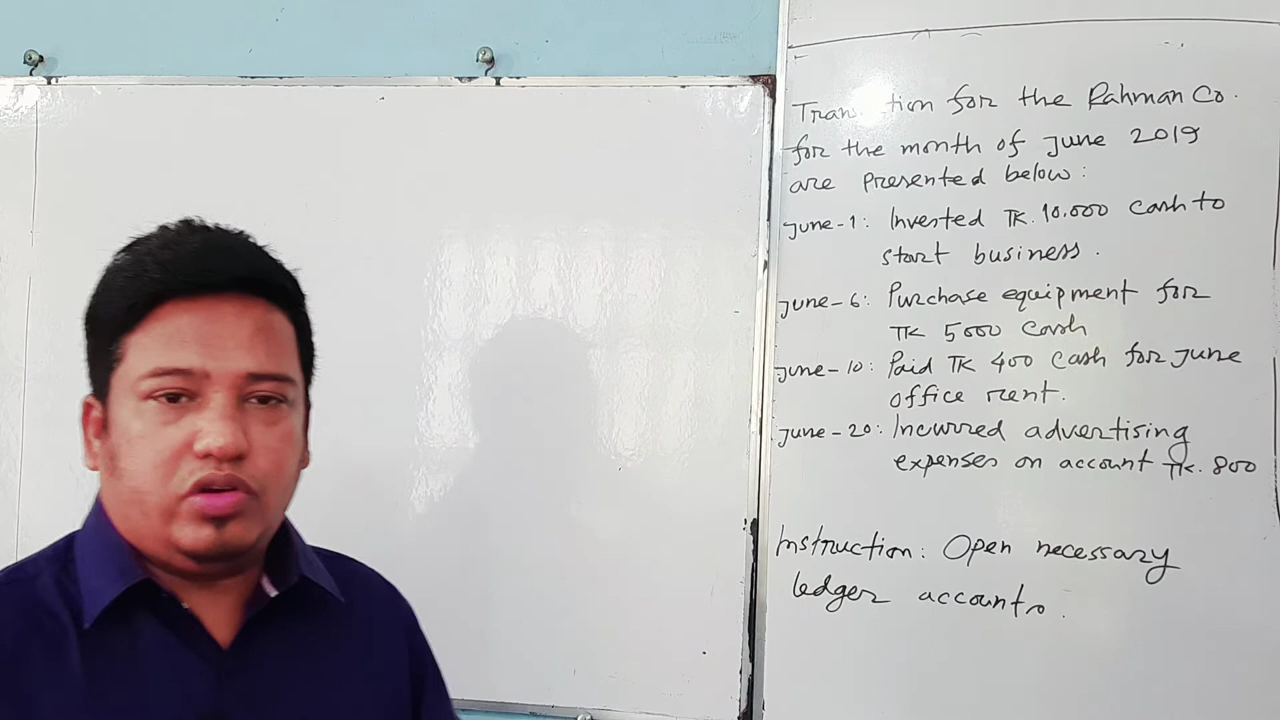 for the Rahman Co.
for the month of June 2019
are presented below:
June-1: Invested TK. 10.000 cash to
start business.
June-6: Purchase equipment for
TK 5000 cash
June-10: Paid TK 400 cash for June
office rent.
June-20: Incurred advertising
expenses on account TK. 800
Instruction: Open necessary
ledger accounts.